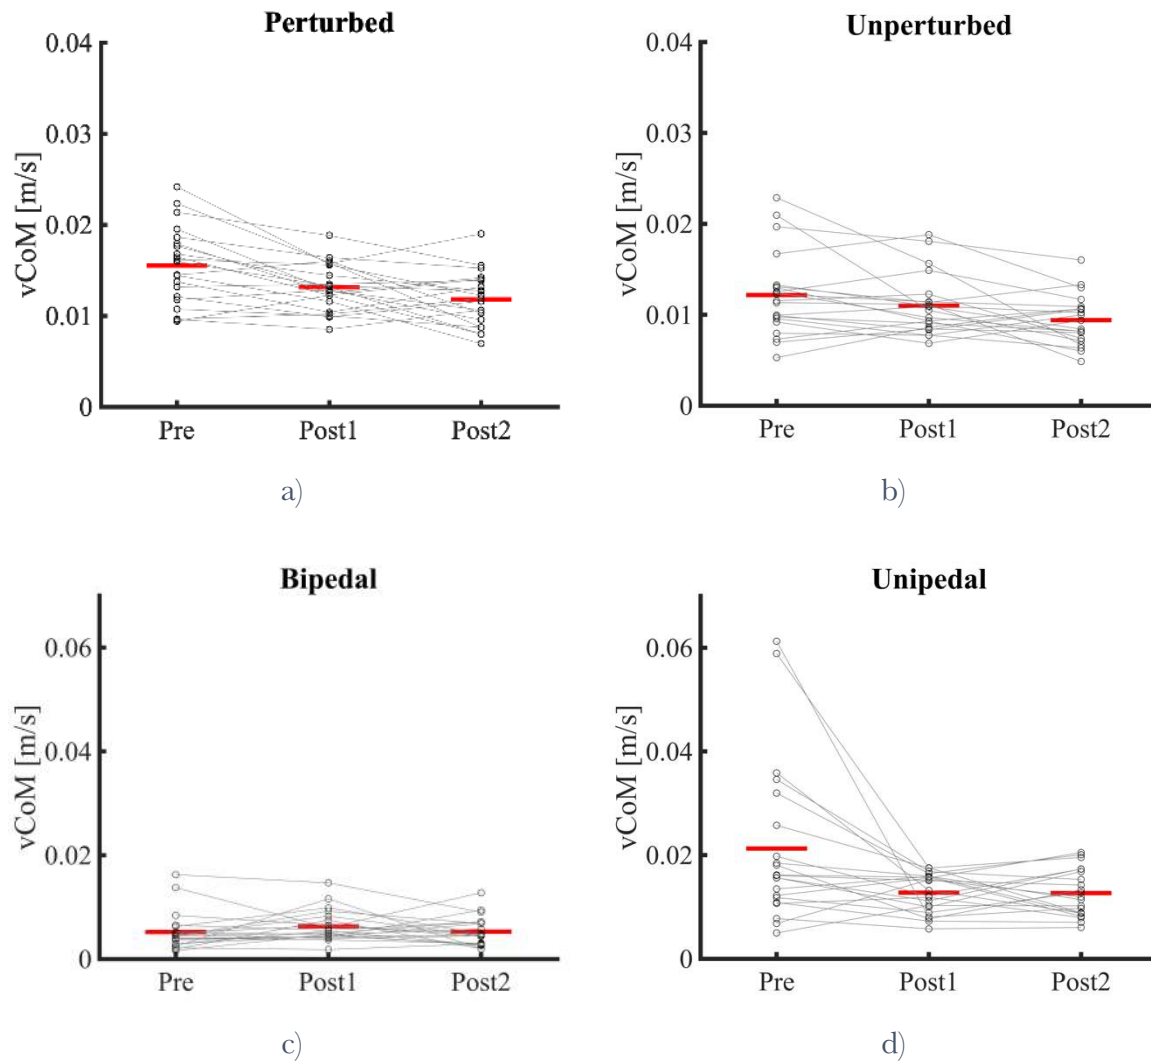 Perturbed
0.04
0.03
0.02
0.01
0
vCoM [m/s]
Pre Post1 Post2
a)
Unperturbed
0.04
0.03
0.02
0.01
0
vCoM [m/s]
Pre Post1 Post2
b)
Bipedal
0.06
0.04
0.02
0
vCoM [m/s]
Pre Post1 Post2
c)
Unipedal
0.06
0.04
0.02
0
vCoM [m/s]
Pre Post1 Post2
d)